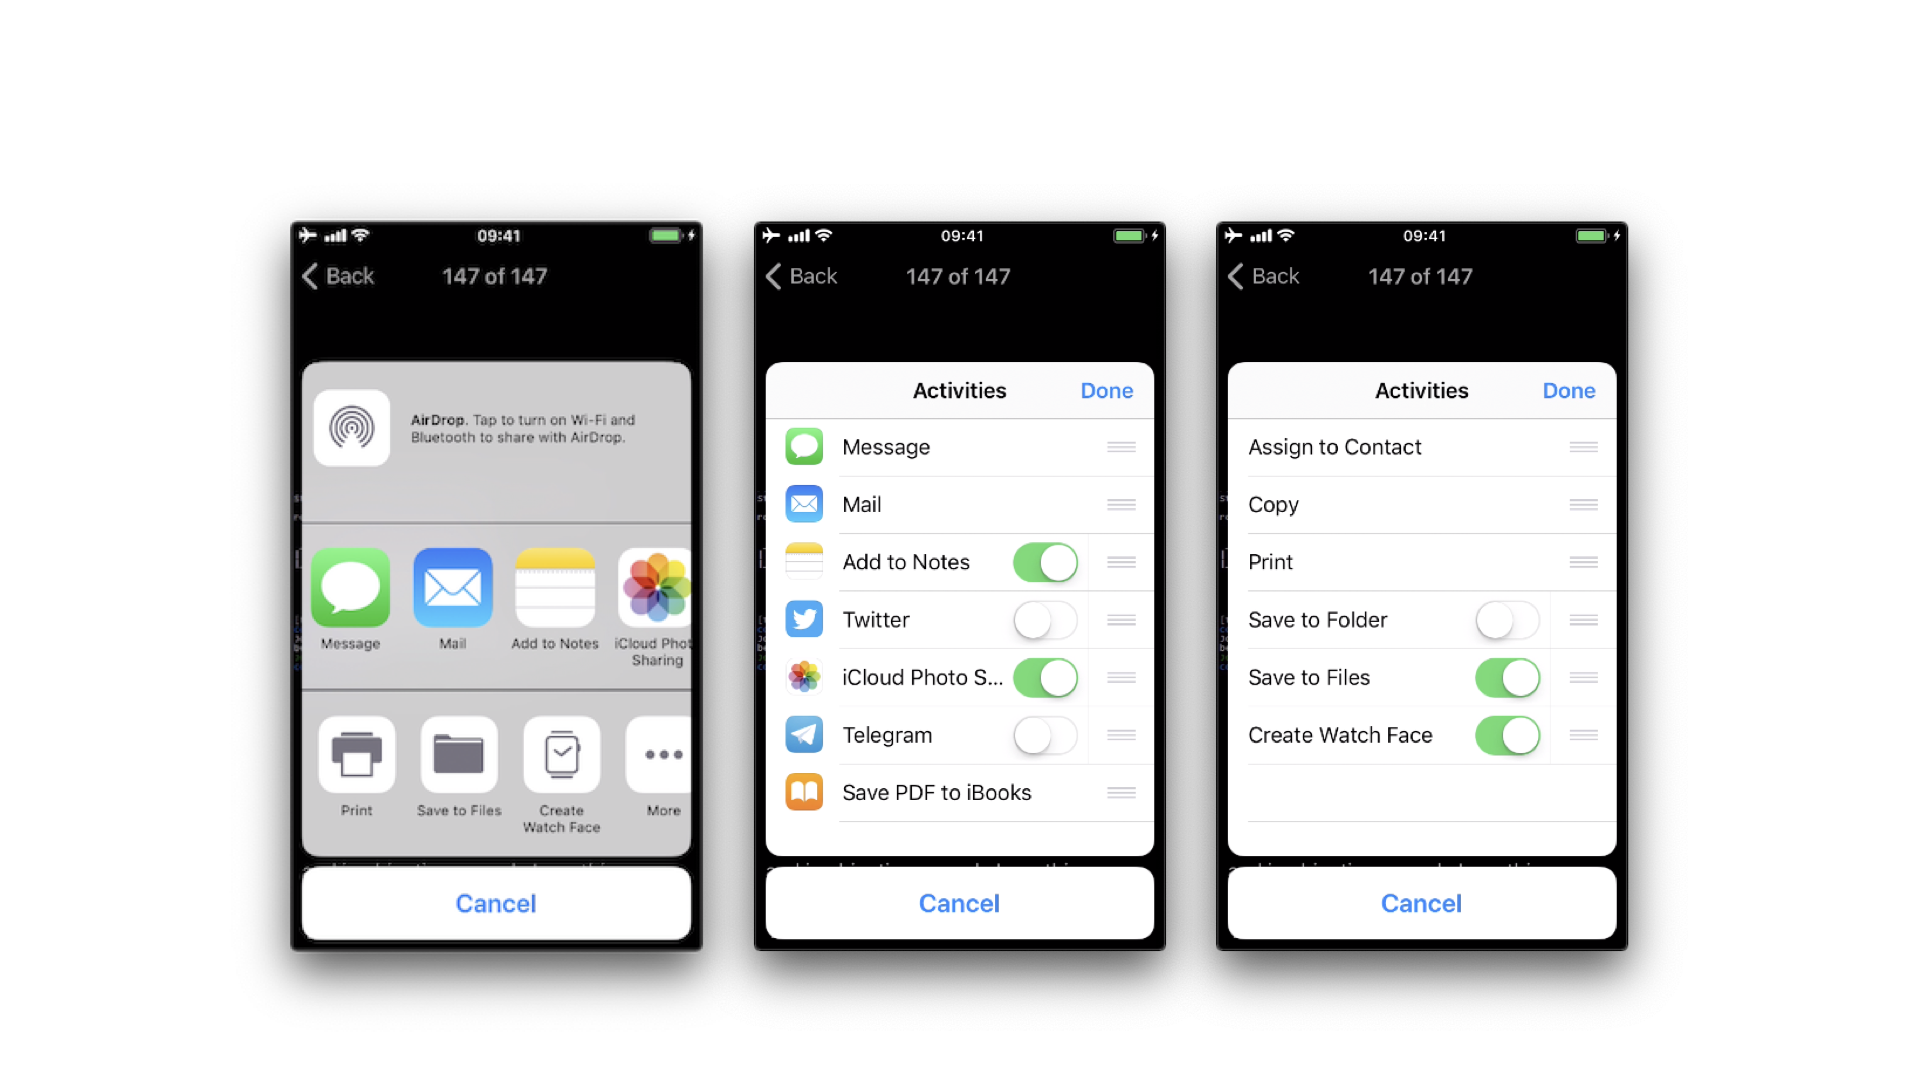 09:41
Back
147 of 147
AirDrop. Tap to turn on Wi-Fi and
Bluetooth to share with AirDrop.
Message
Mail
Add to Notes
iCloud Phot
Sharing
Print
Save to Files
Create
Watch Face
More
Cancel
09:41
Back
147 of 147
Activities
Done
Message
Mail
Add to Notes
Twitter
iCloud Photo S...
Telegram
Save PDF to iBooks
Cancel
09:41
Back
147 of 147
Activities
Done
Assign to Contact
Copy
Print
Save to Folder
Save to Files
Create Watch Face
Cancel